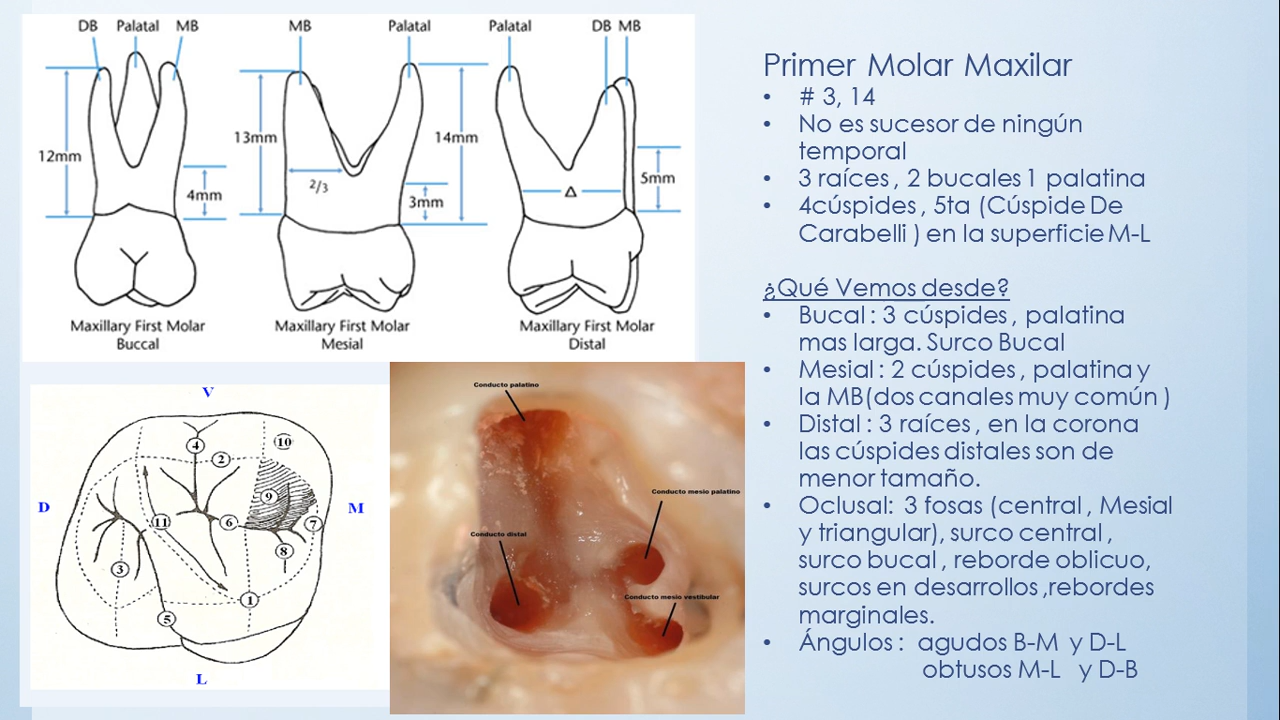 DB Palatal MB
12mm
4mm
Maxillary First Molar
Buccal
MB Palatal
13mm
2/3
14mm
3mm
Maxillary First Molar
Mesial
Palatal DB MB
Δ
5mm
Maxillary First Molar
Distal
V
4
10
2
9
D
M
11
6
7
8
3
1
5
L
Conducto palatino
Conducto mesio palatino
Conducto distal
Conducto mesio vestibular
Primer Molar Maxilar
• # 3, 14
• No es sucesor de ningún
temporal
• 3 raíces , 2 bucales 1 palatina
• 4cúspides , 5ta (Cúspide De
Carabelli ) en la superficie M-L
¿Qué Vemos desde?
• Bucal : 3 cúspides , palatina
mas larga. Surco Bucal
• Mesial : 2 cúspides , palatina y
la MB(dos canales muy común )
• Distal : 3 raíces , en la corona
las cúspides distales son de
menor tamaño.
• Oclusal: 3 fosas (central , Mesial
y triangular), surco central ,
surco bucal , reborde oblicuo,
surcos en desarrollos ,rebordes
marginales.
• Ángulos : agudos B-M y D-L
obtusos M-L y D-B